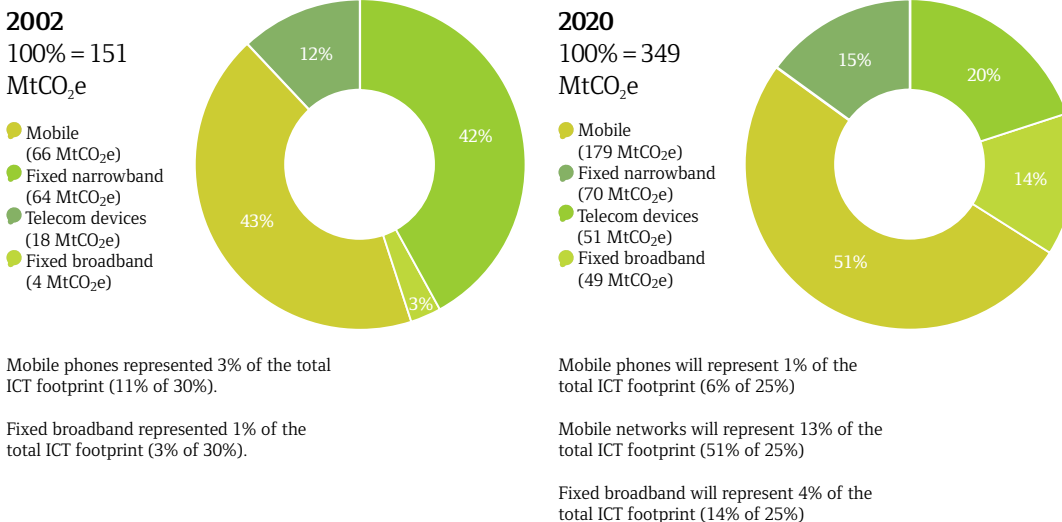 2002
100% = 151
MtCO₂e
Mobile
(66 MtCO₂e)
Fixed narrowband
(64 MtCO₂e)
Telecom devices
(18 MtCO₂e)
Fixed broadband
(4 MtCO₂e)
12%
42%
43%
3%
Mobile phones represented 3% of the total
ICT footprint (11% of 30%).
Fixed broadband represented 1% of the
total ICT footprint (3% of 30%).
2020
100% = 349
MtCO₂e
Mobile
(179 MtCO₂e)
Fixed narrowband
(70 MtCO₂e)
Telecom devices
(51 MtCO₂e)
Fixed broadband
(49 MtCO₂e)
15%
20%
14%
51%
Mobile phones will represent 1% of the
total ICT footprint (6% of 25%)
Mobile networks will represent 13% of the
total ICT footprint (51% of 25%)
Fixed broadband will represent 4% of the
total ICT footprint (14% of 25%)